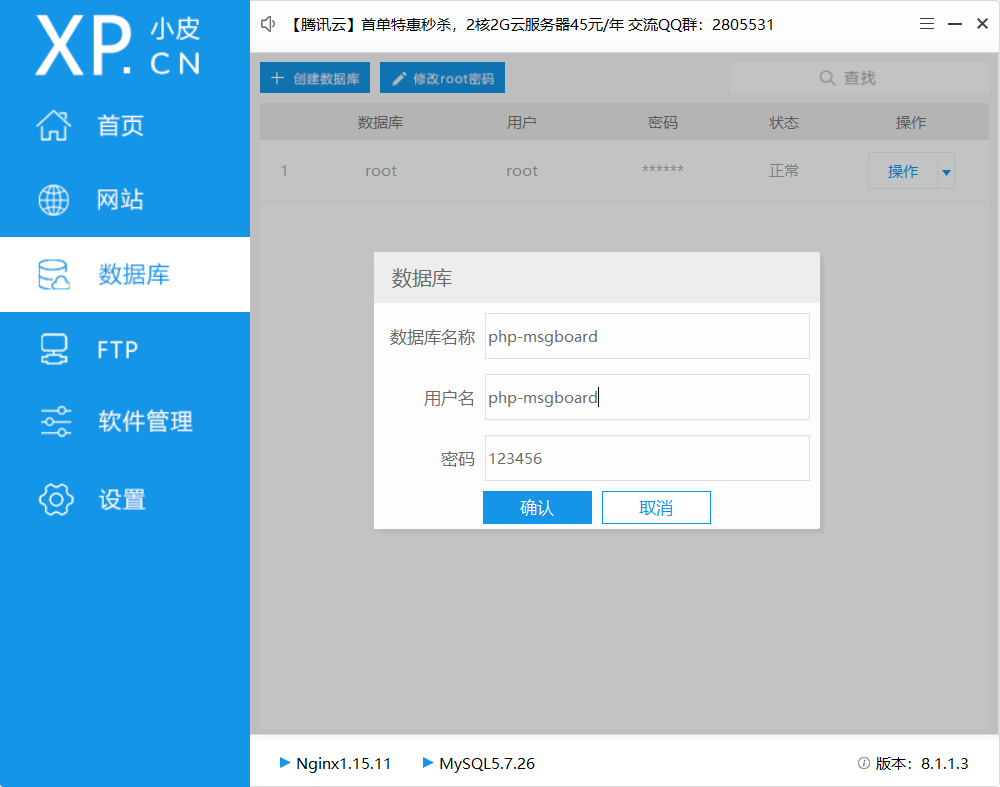 XP.CN 小皮
【腾讯云】首单特惠秒杀，2核2G云服务器45元/年 交流QQ群：2805531
首页
网站
数据库
FTP
软件管理
设置
创建数据库 修改root密码 查找
数据库 用户 密码 状态 操作
1 root root ****** 正常 操作
数据库
数据库名称 php-msgboard
用户名 php-msgboard
密码 123456
确认 取消
Nginx1.15.11 MySQL5.7.26 版本：8.1.1.3